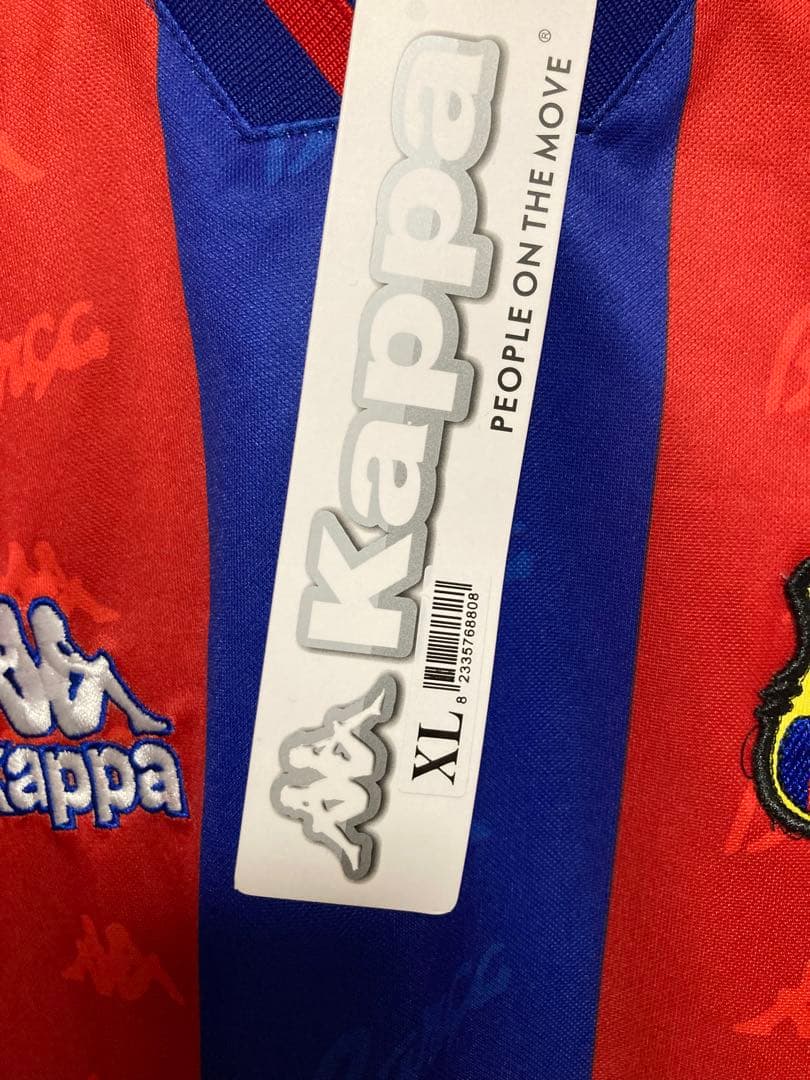 Kappa
PEOPLE ON THE MOVE ®
XL
8 2335768808
Kappa